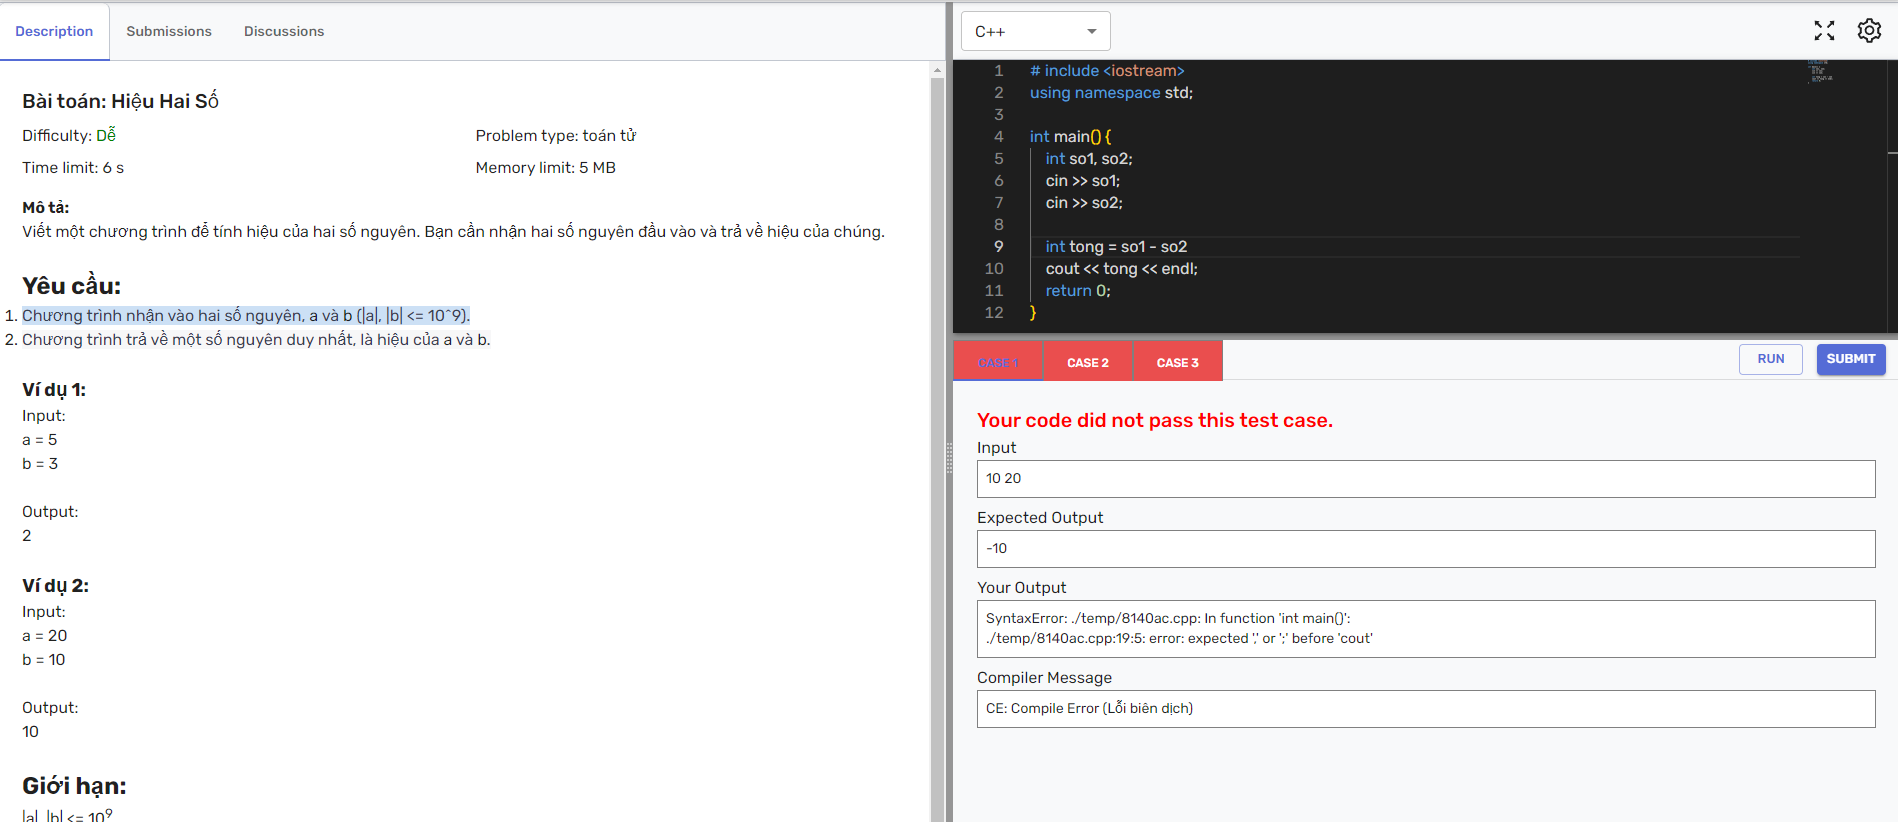 Description
Submissions
Discussions
Bài toán: Hiệu Hai Số
Difficulty: Dễ
Problem type: toán tử
Time limit: 6 s
Memory limit: 5 MB
Mô tả:
Viết một chương trình để tính hiệu của hai số nguyên. Bạn cần nhận hai số nguyên đầu vào và trả về hiệu của chúng.
Yêu cầu:
1. Chương trình nhận vào hai số nguyên, a và b (|a|, |b| <= 10^9).
2. Chương trình trả về một số nguyên duy nhất, là hiệu của a và b.
Ví dụ 1:
Input:
a = 5
b = 3
Output:
2
Ví dụ 2:
Input:
a = 20
b = 10
Output:
10
Giới hạn:
|a|, |b| <= 10⁹
C++
1 # include <iostream>
2 using namespace std;
3
4 int main() {
5 int so1, so2;
6 cin >> so1;
7 cin >> so2;
8
9 int tong = so1 - so2
10 cout << tong << endl;
11 return 0;
12 }
CASE 1
CASE 2
CASE 3
RUN
SUBMIT
Your code did not pass this test case.
Input
10 20
Expected Output
-10
Your Output
SyntaxError: ./temp/8140ac.cpp: In function 'int main()':
./temp/8140ac.cpp:19:5: error: expected ',' or ';' before 'cout'
Compiler Message
CE: Compile Error (Lỗi biên dịch)